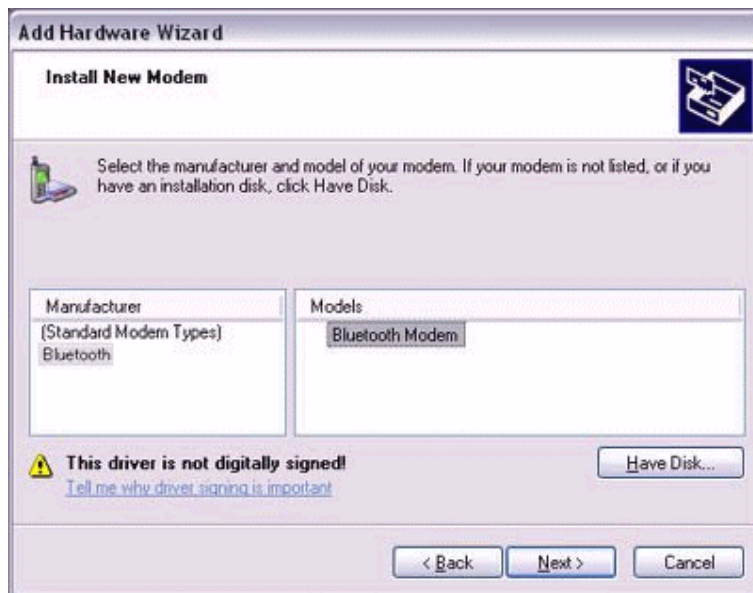 Add Hardware Wizard
Install New Modem
Select the manufacturer and model of your modem. If your modem is not listed, or if you
have an installation disk, click Have Disk.
Manufacturer
(Standard Modem Types)
Bluetooth
Models
Bluetooth Modem
This driver is not digitally signed!
Tell me why driver signing is important
Have Disk...
< Back
Next >
Cancel